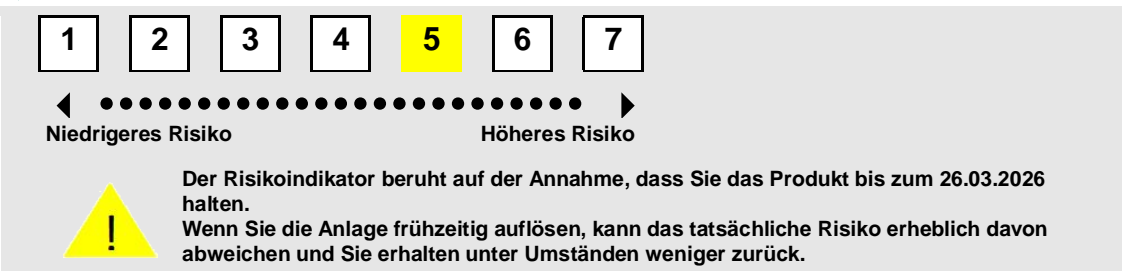 1 2 3 4 5 6 7
Niedrigeres Risiko Höheres Risiko
Der Risikoindikator beruht auf der Annahme, dass Sie das Produkt bis zum 26.03.2026
halten.
Wenn Sie die Anlage frühzeitig auflösen, kann das tatsächliche Risiko erheblich davon
abweichen und Sie erhalten unter Umständen weniger zurück.
!